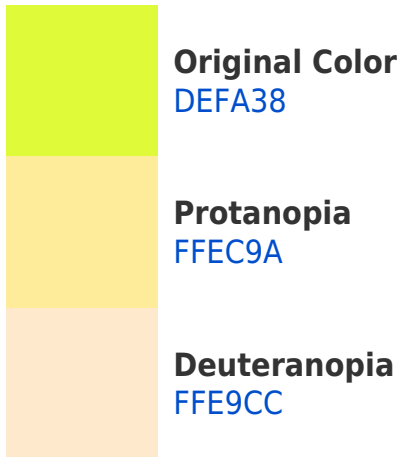 Original Color
DEFA38
Protanopia
FFEC9A
Deuteranopia
FFE9CC